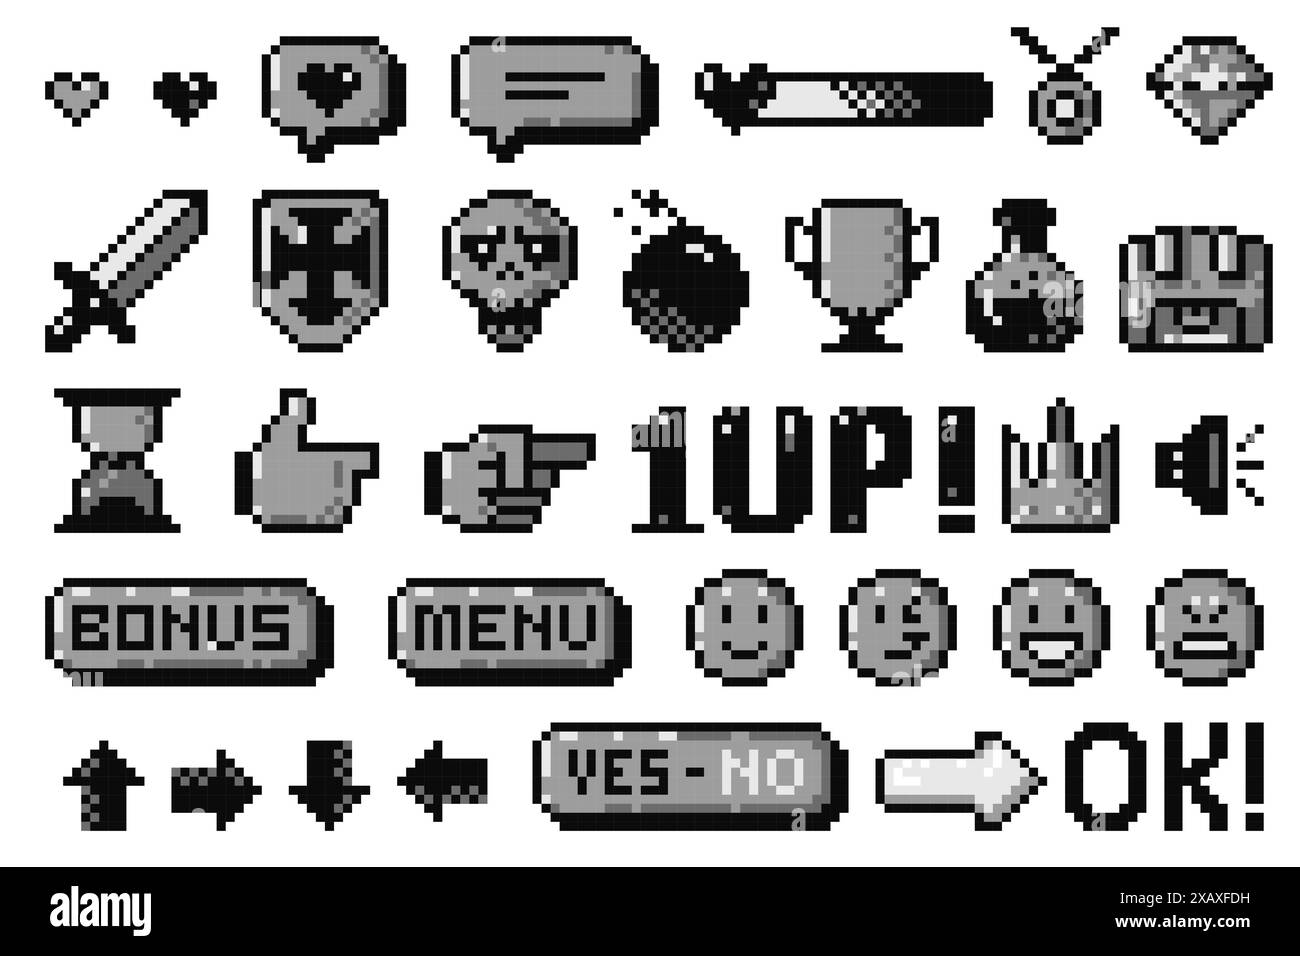 1UP!
BONUS
MENU
YES - NO
OK!
alamy
Image ID: 2XAXFDH
www.alamy.com